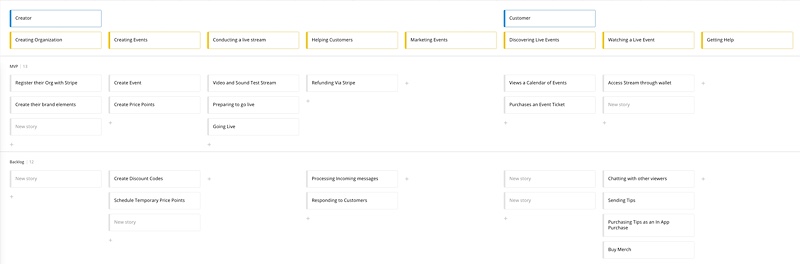 Creator
Customer
Creating Organization
Creating Events
Conducting a live stream
Helping Customers
Marketing Events
Discovering Live Events
Watching a Live Event
Getting Help
MVP 13
Register their Org with Stripe
Create Event
Video and Sound Test Stream
Refunding Via Stripe
Views a Calendar of Events
Access Stream through wallet
Create their brand elements
Create Price Points
Preparing to go live
Purchases an Event Ticket
New story
New story
Going Live
Backlog 12
New story
Create Discount Codes
Processing Incoming messages
New story
Chatting with other viewers
Schedule Temporary Price Points
Responding to Customers
New story
Sending Tips
New story
Purchasing Tips as an In App
Purchase
Buy Merch